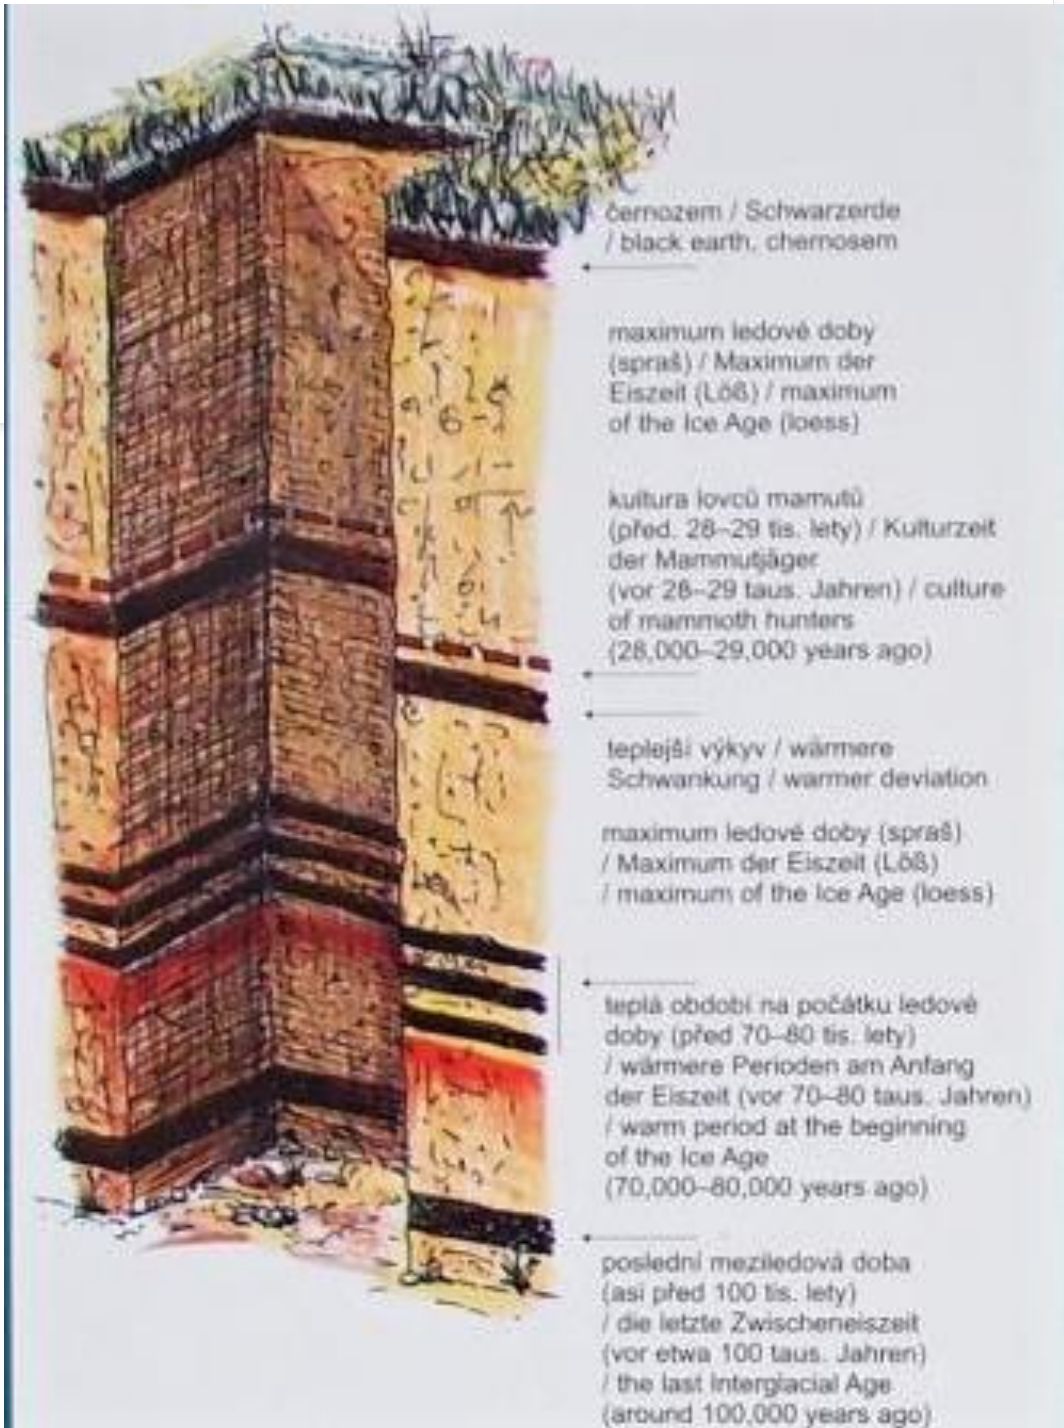 černozem / Schwarzerde
/ black earth, chernosem
maximum ledové doby
(spraš) / Maximum der
Eiszeit (Löß) / maximum
of the Ice Age (loess)
kultura lovců mamutů
(před. 28–29 tis. lety) / Kulturzeit
der Mammutjäger
(vor 28–29 taus. Jahren) / culture
of mammoth hunters
(28,000–29,000 years ago)
teplejší výkyv / wärmere
Schwankung / warmer deviation
maximum ledové doby (spraš)
/ Maximum der Eiszeit (Löß)
/ maximum of the Ice Age (loess)
teplá období na počátku ledové
doby (před 70–80 tis. lety)
/ wärmere Perioden am Anfang
der Eiszeit (vor 70–80 taus. Jahren)
/ warm period at the beginning
of the Ice Age
(70,000–80,000 years ago)
poslední meziledová doba
(asi před 100 tis. lety)
/ die letzte Zwischeneiszeit
(vor etwa 100 taus. Jahren)
/ the last Interglacial Age
(around 100,000 years ago)